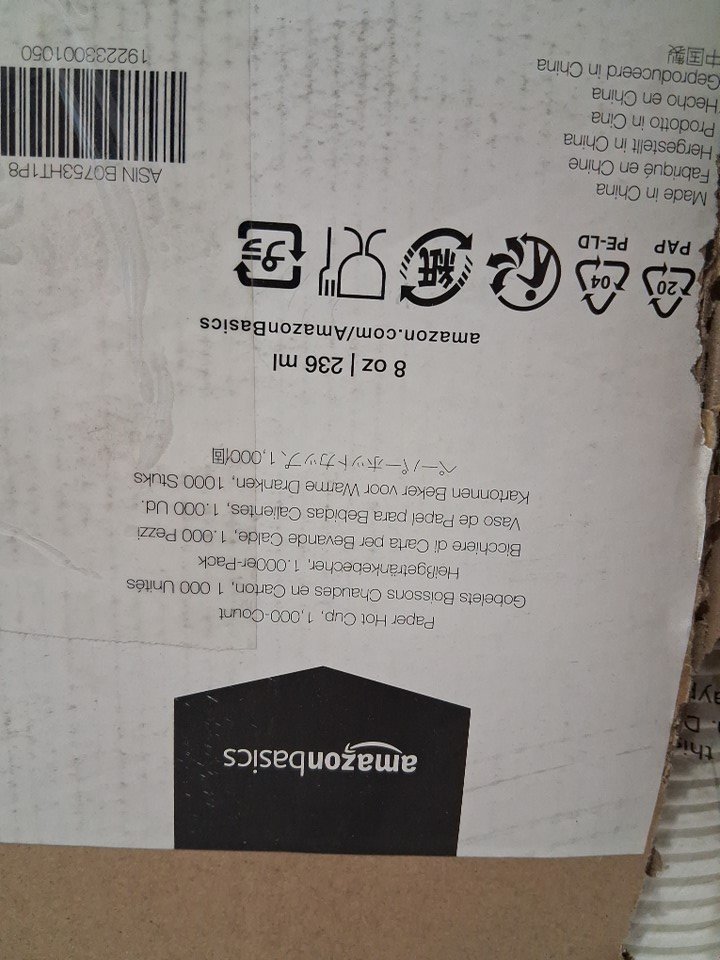 amazonbasics
Paper Hot Cup, 1,000-Count
Gobelets Boissons Chaudes en Carton, 1 000 Unités
Heißgetränkebecher, 1.000er-Pack
Bicchiere di Carta per Bevande Calde, 1.000 Pezzi
Vaso de Papel para Bebidas Calientes, 1.000 Ud.
Kartonnen Beker voor Warme Dranken, 1000 Stuks
ペーパーホットカップ, 1,000個
8 oz | 236 ml
amazon.com/AmazonBasics
20
PAP
04
PE-LD
紙
プラ
Made in China
Fabriqué en Chine
Hergestellt in China
Prodotto in Cina
Hecho en China
Geproduceerd in China
中国製
ASIN B0753HT1P8
192233001050
this